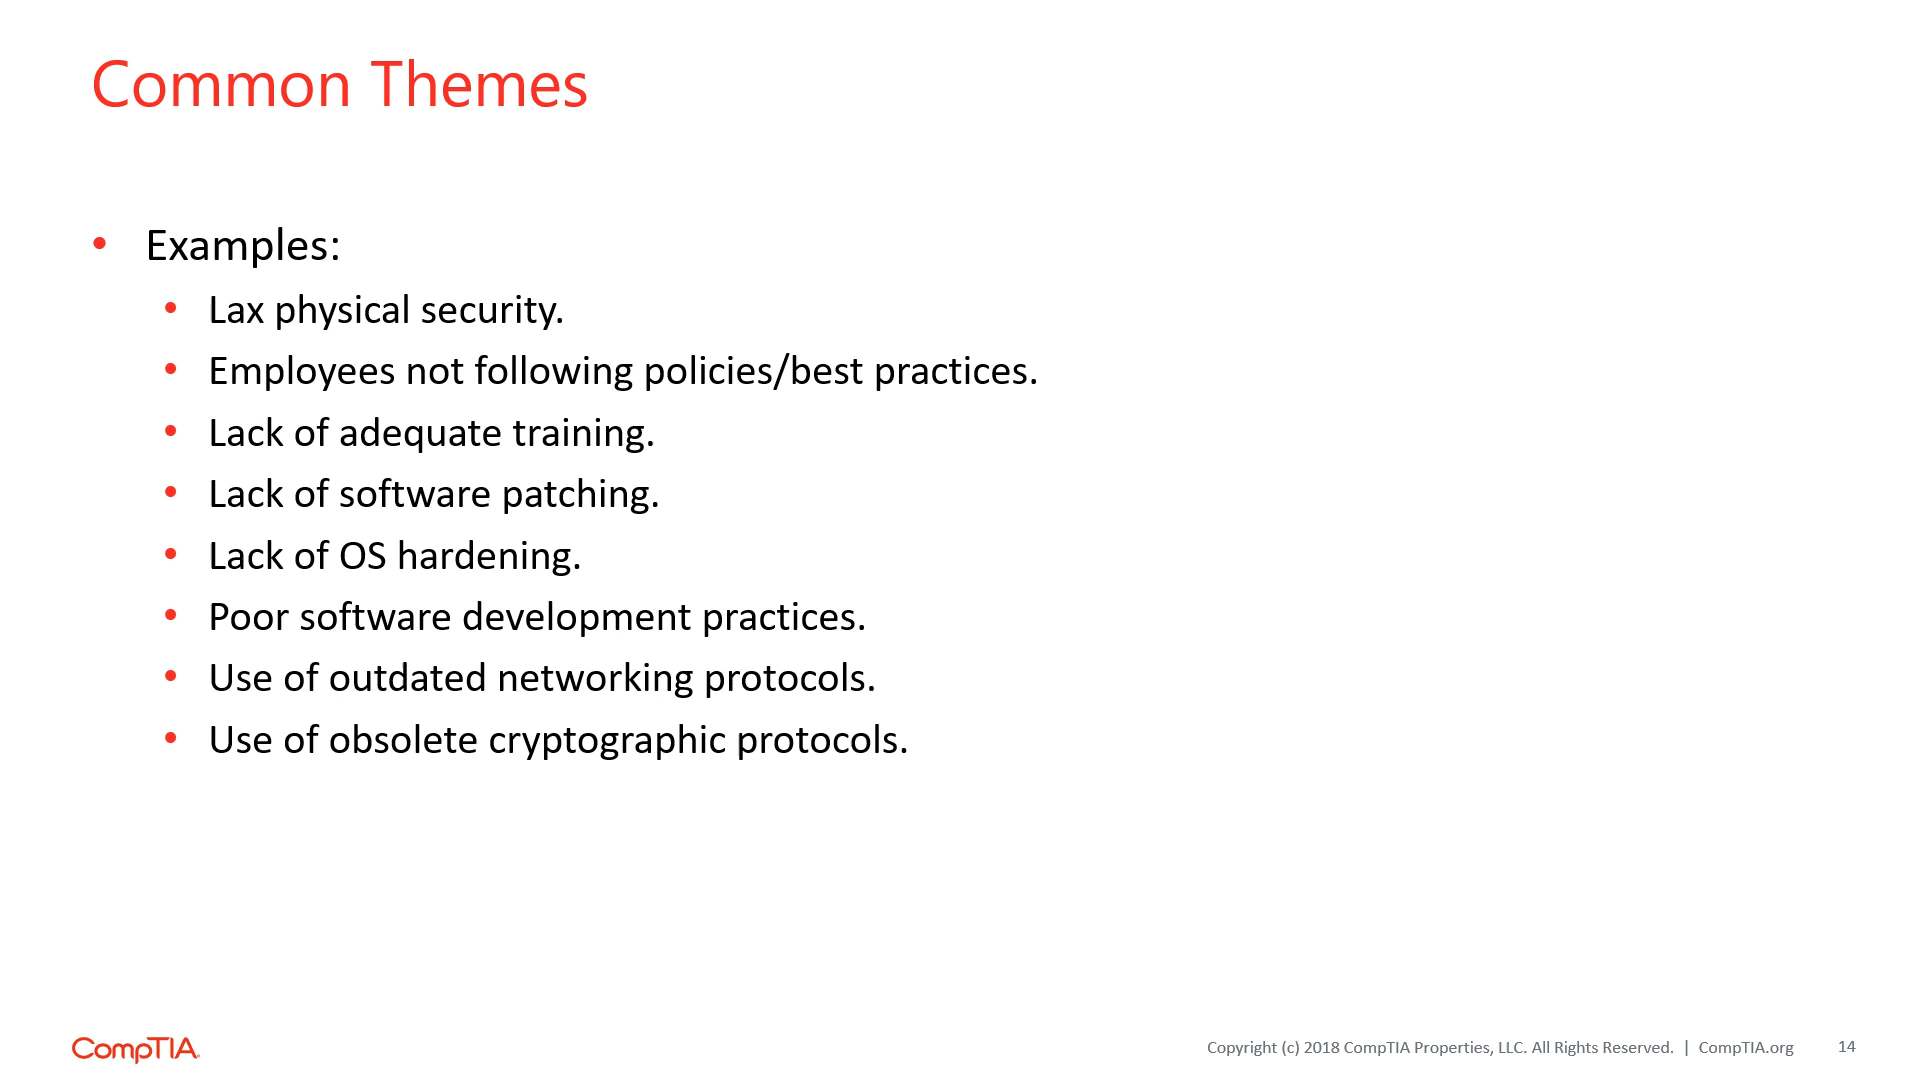 Common Themes
• Examples:
• Lax physical security.
• Employees not following policies/best practices.
• Lack of adequate training.
• Lack of software patching.
• Lack of OS hardening.
• Poor software development practices.
• Use of outdated networking protocols.
• Use of obsolete cryptographic protocols.
CompTIA.
Copyright (c) 2018 CompTIA Properties, LLC. All Rights Reserved. | CompTIA.org 14